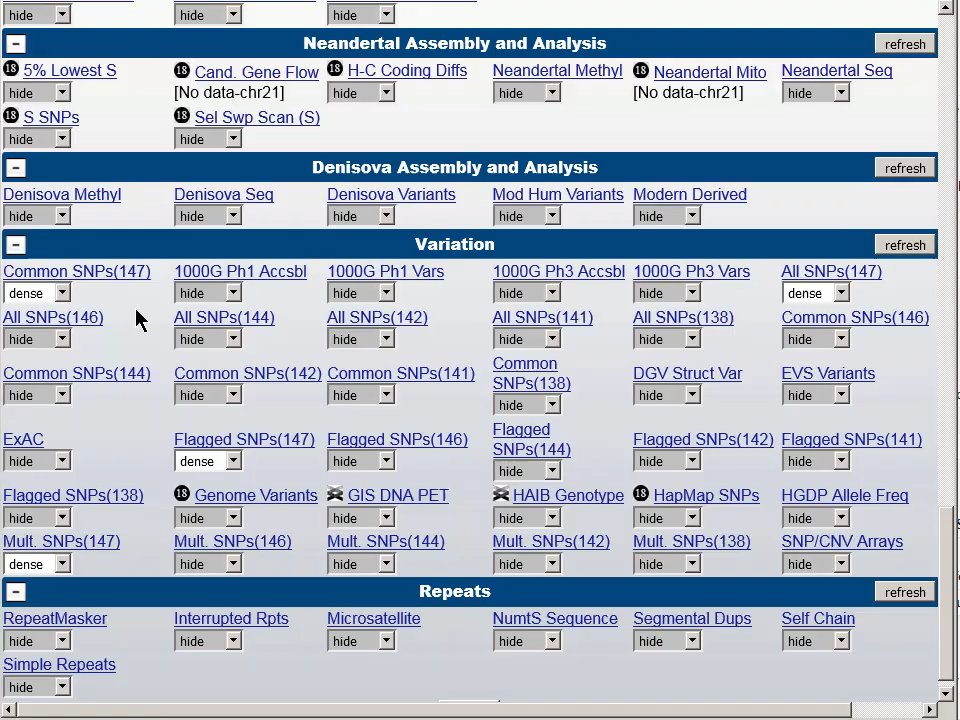 hide hide hide
- Neandertal Assembly and Analysis refresh
18 5% Lowest S 18 Cand. Gene Flow 18 H-C Coding Diffs Neandertal Methyl 18 Neandertal Mito Neandertal Seq
hide [No data-chr21] hide hide [No data-chr21] hide
18 S SNPs 18 Sel Swp Scan (S)
hide hide
- Denisova Assembly and Analysis refresh
Denisova Methyl Denisova Seq Denisova Variants Mod Hum Variants Modern Derived
hide hide hide hide hide
- Variation refresh
Common SNPs(147) 1000G Ph1 Accsbl 1000G Ph1 Vars 1000G Ph3 Accsbl 1000G Ph3 Vars All SNPs(147)
dense hide hide hide hide dense
All SNPs(146) All SNPs(144) All SNPs(142) All SNPs(141) All SNPs(138) Common SNPs(146)
hide hide hide hide hide hide
Common SNPs(144) Common SNPs(142) Common SNPs(141) Common SNPs(138) DGV Struct Var EVS Variants
hide hide hide hide hide hide
ExAC Flagged SNPs(147) Flagged SNPs(146) Flagged SNPs(144) Flagged SNPs(142) Flagged SNPs(141)
hide dense hide hide hide hide
Flagged SNPs(138) 18 Genome Variants GIS DNA PET HAIB Genotype 18 HapMap SNPs HGDP Allele Freq
hide hide hide hide hide hide
Mult. SNPs(147) Mult. SNPs(146) Mult. SNPs(144) Mult. SNPs(142) Mult. SNPs(138) SNP/CNV Arrays
dense hide hide hide hide hide
- Repeats refresh
RepeatMasker Interrupted Rpts Microsatellite NumtS Sequence Segmental Dups Self Chain
hide hide hide hide hide hide
Simple Repeats
hide